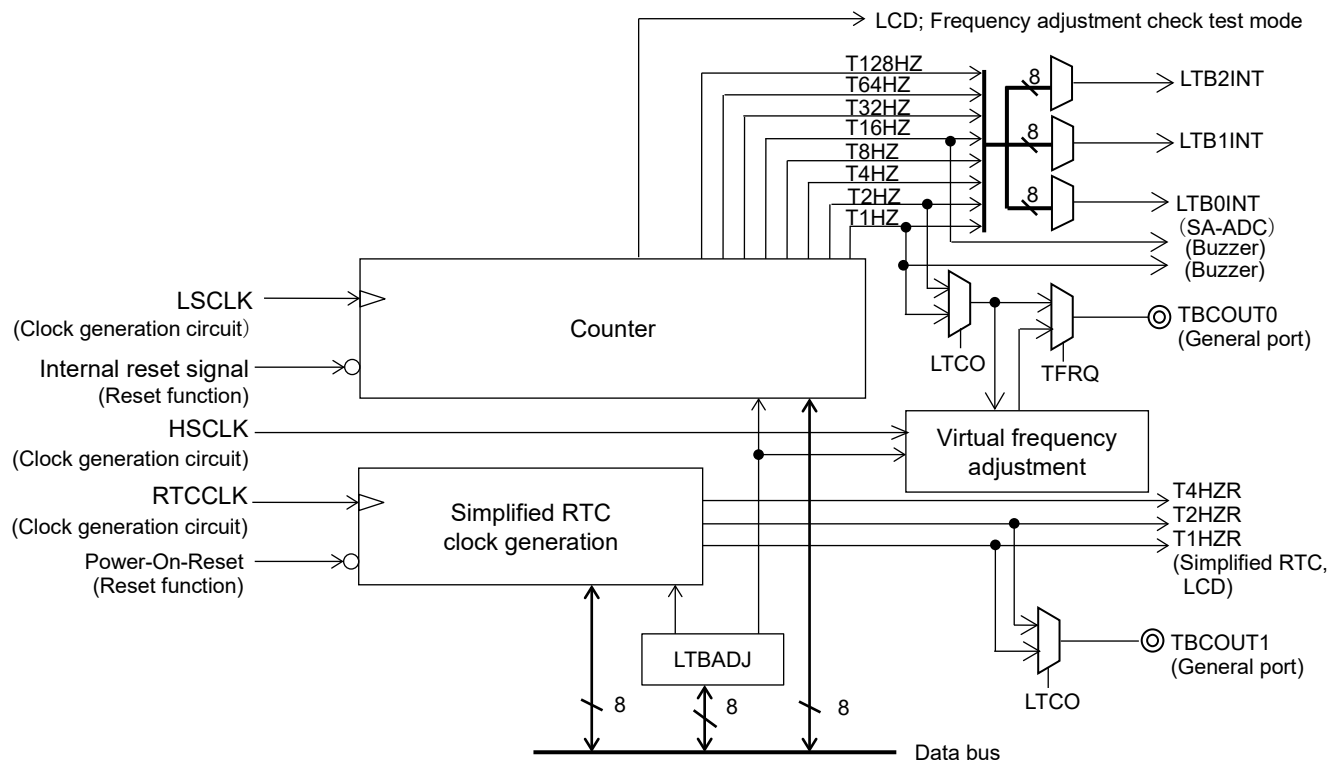 LCD; Frequency adjustment check test mode
T128HZ
T64HZ
T32HZ
T16HZ
T8HZ
T4HZ
T2HZ
T1HZ
8
8
8
LTB2INT
LTB1INT
LTB0INT
(SA-ADC)
(Buzzer)
(Buzzer)
LSCLK
(Clock generation circuit)
Internal reset signal
(Reset function)
Counter
LTCO
TFRQ
TBCOUT0
(General port)
HSCLK
(Clock generation circuit)
Virtual frequency
adjustment
RTCCLK
(Clock generation circuit)
Power-On-Reset
(Reset function)
Simplified RTC
clock generation
T4HZR
T2HZR
T1HZR
(Simplified RTC,
LCD)
LTBADJ
TBCOUT1
(General port)
LTCO
8
8
8
Data bus